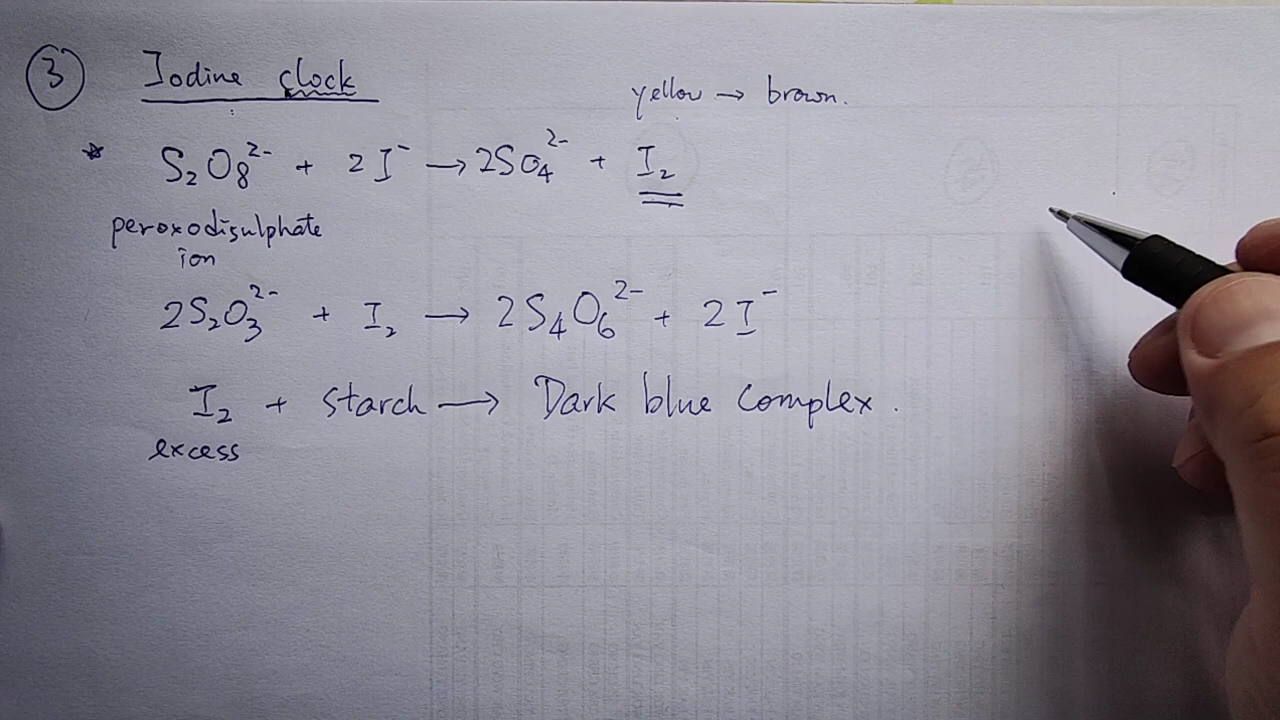 ③ Iodine clock
yellow → brown.
* S₂O₈²⁻ + 2I⁻ → 2SO₄²⁻ + I₂
peroxodisulphate
ion
2S₂O₃²⁻ + I₂ → 2S₄O₆²⁻ + 2I⁻
I₂ + starch → Dark blue complex.
excess